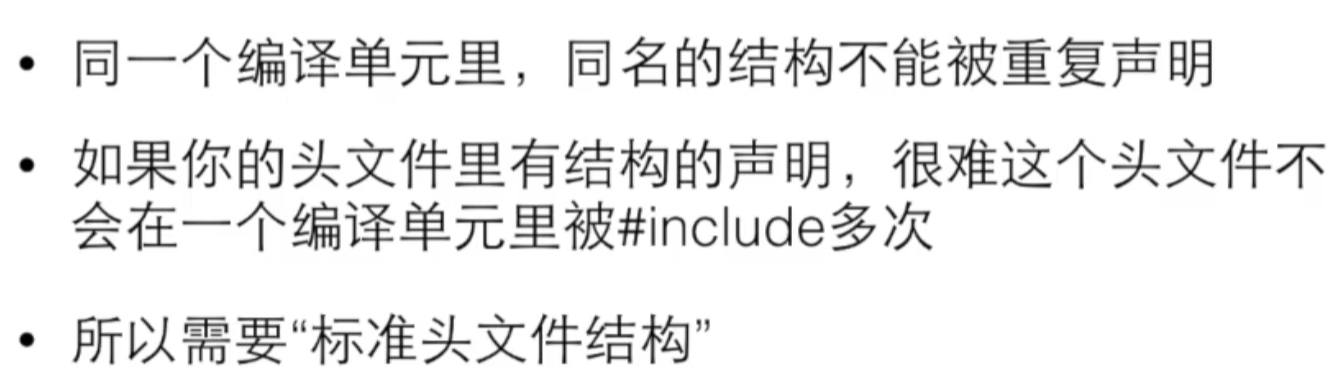 • 同一个编译单元里，同名的结构不能被重复声明
• 如果你的头文件里有结构的声明，很难这个头文件不
会在一个编译单元里被#include多次
• 所以需要“标准头文件结构”